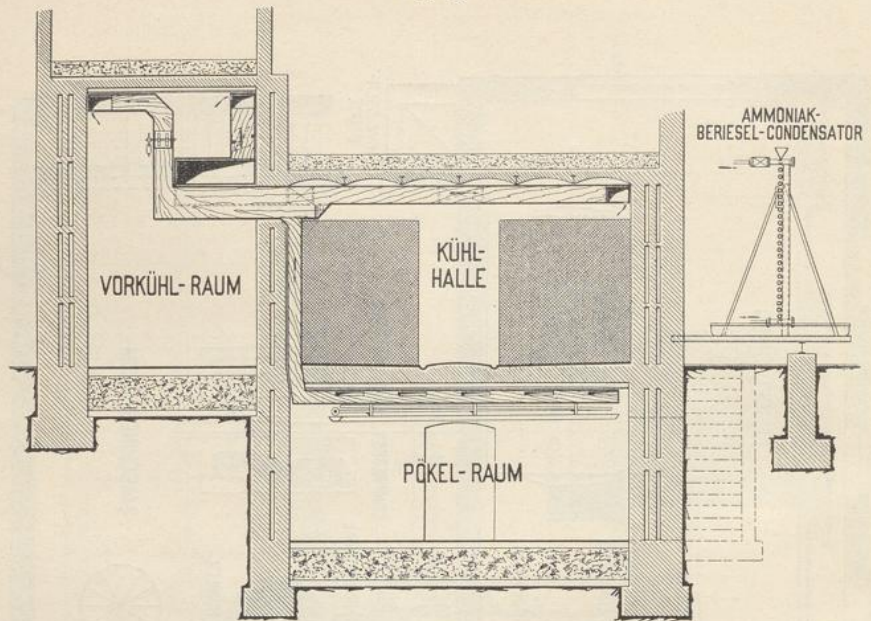 AMMONIAK-
BERIESEL-CONDENSATOR
VORKÜHL-RAUM
KÜHL-
HALLE
PÖKEL-RAUM